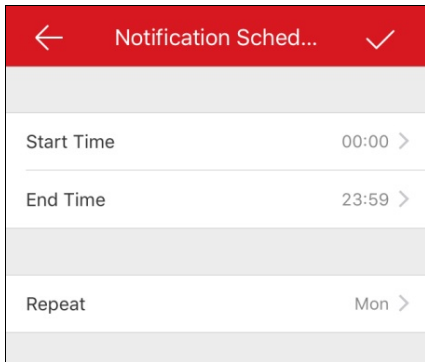 Notification Sched...
Start Time 00:00
End Time 23:59
Repeat Mon